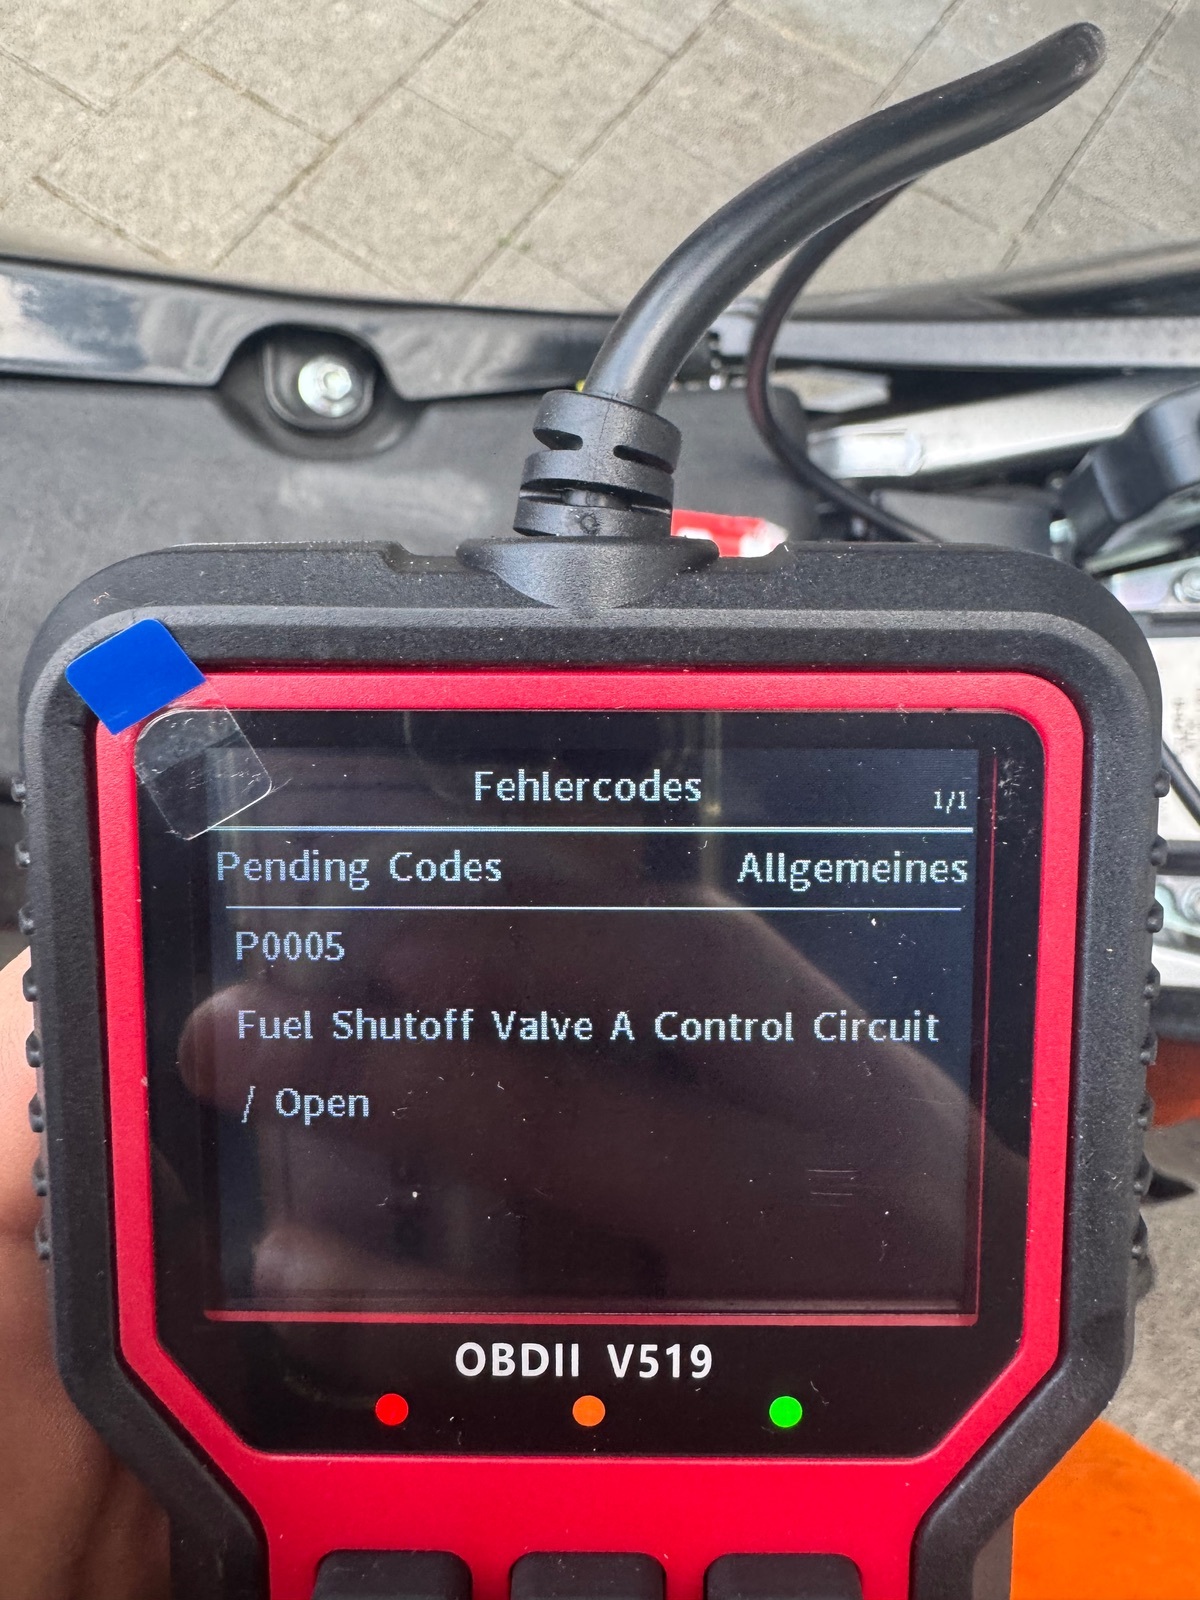 Fehlercodes
1/1
Pending Codes Allgemeines
P0005
Fuel Shutoff Valve A Control Circuit
/ Open
OBDII V519